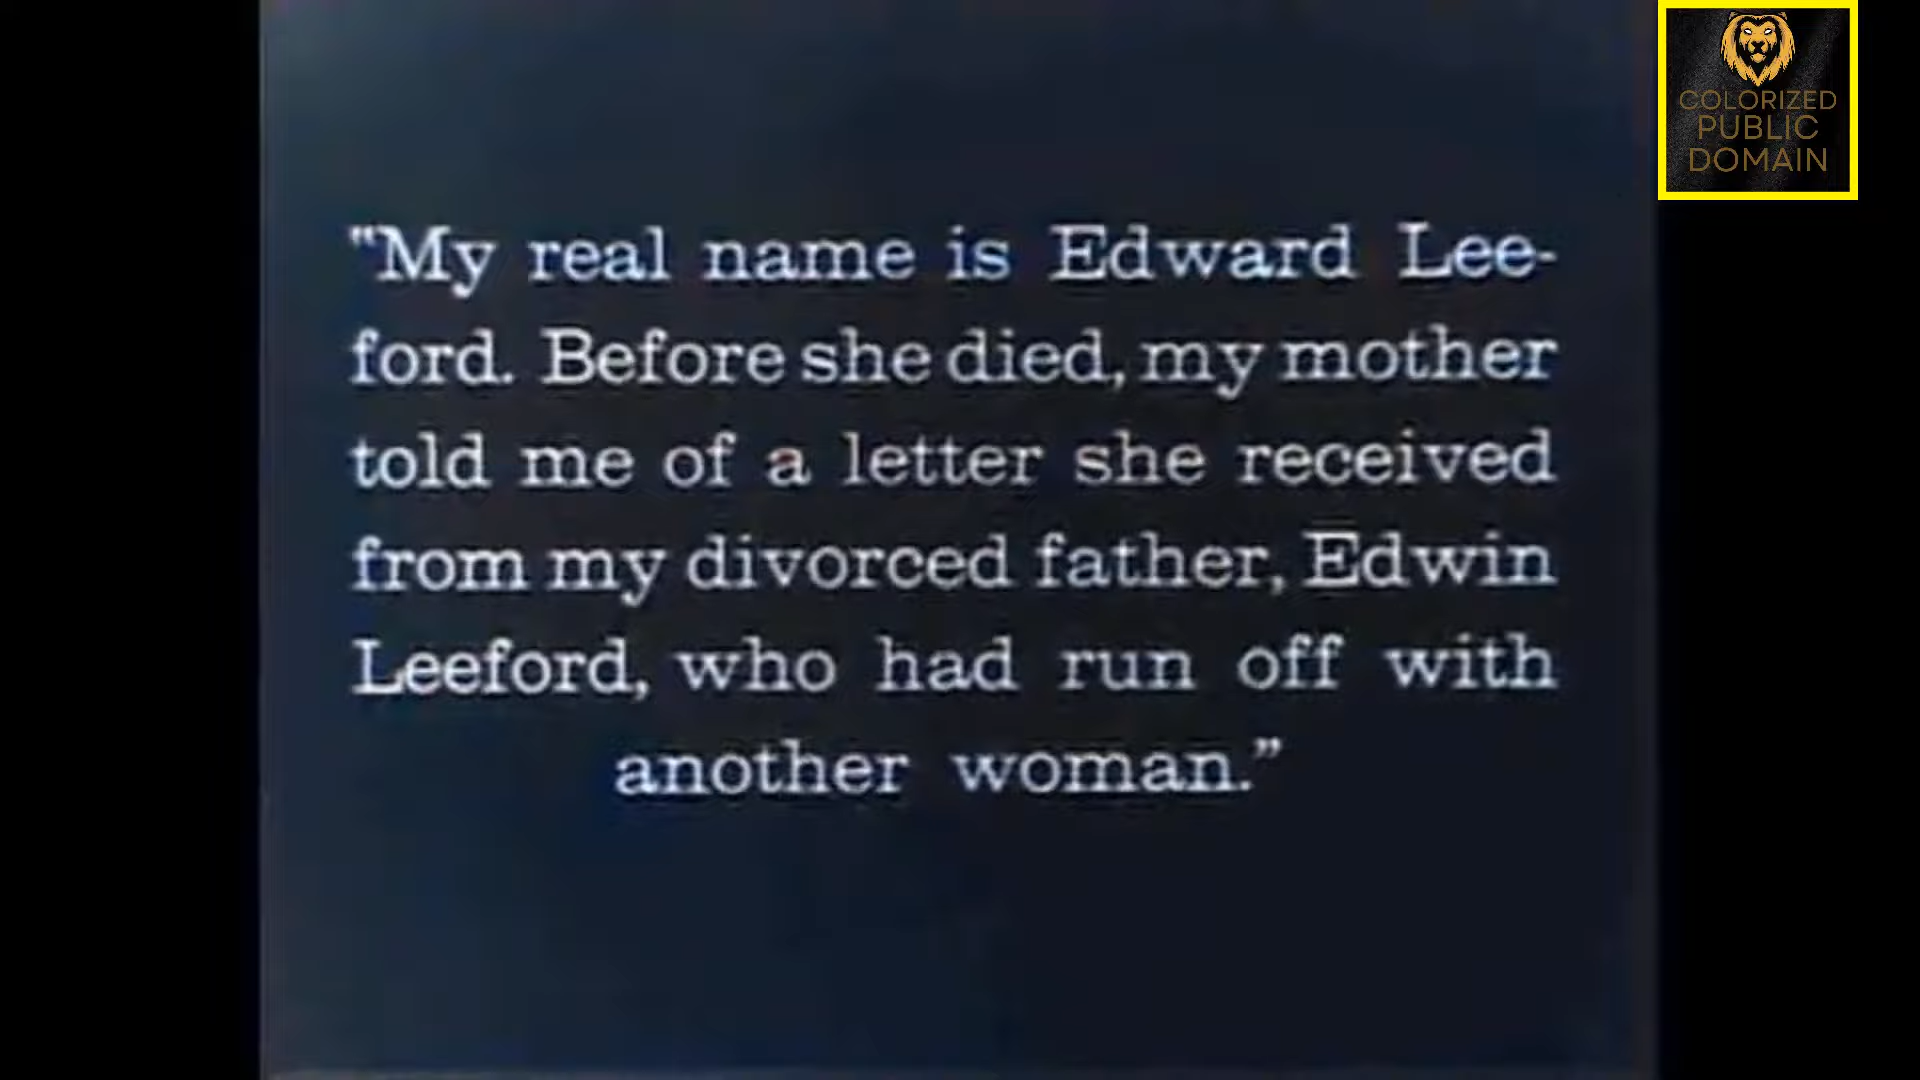 "My real name is Edward Lee-
ford. Before she died, my mother
told me of a letter she received
from my divorced father, Edwin
Leeford, who had run off with
another woman.”
COLORIZED
PUBLIC
DOMAIN